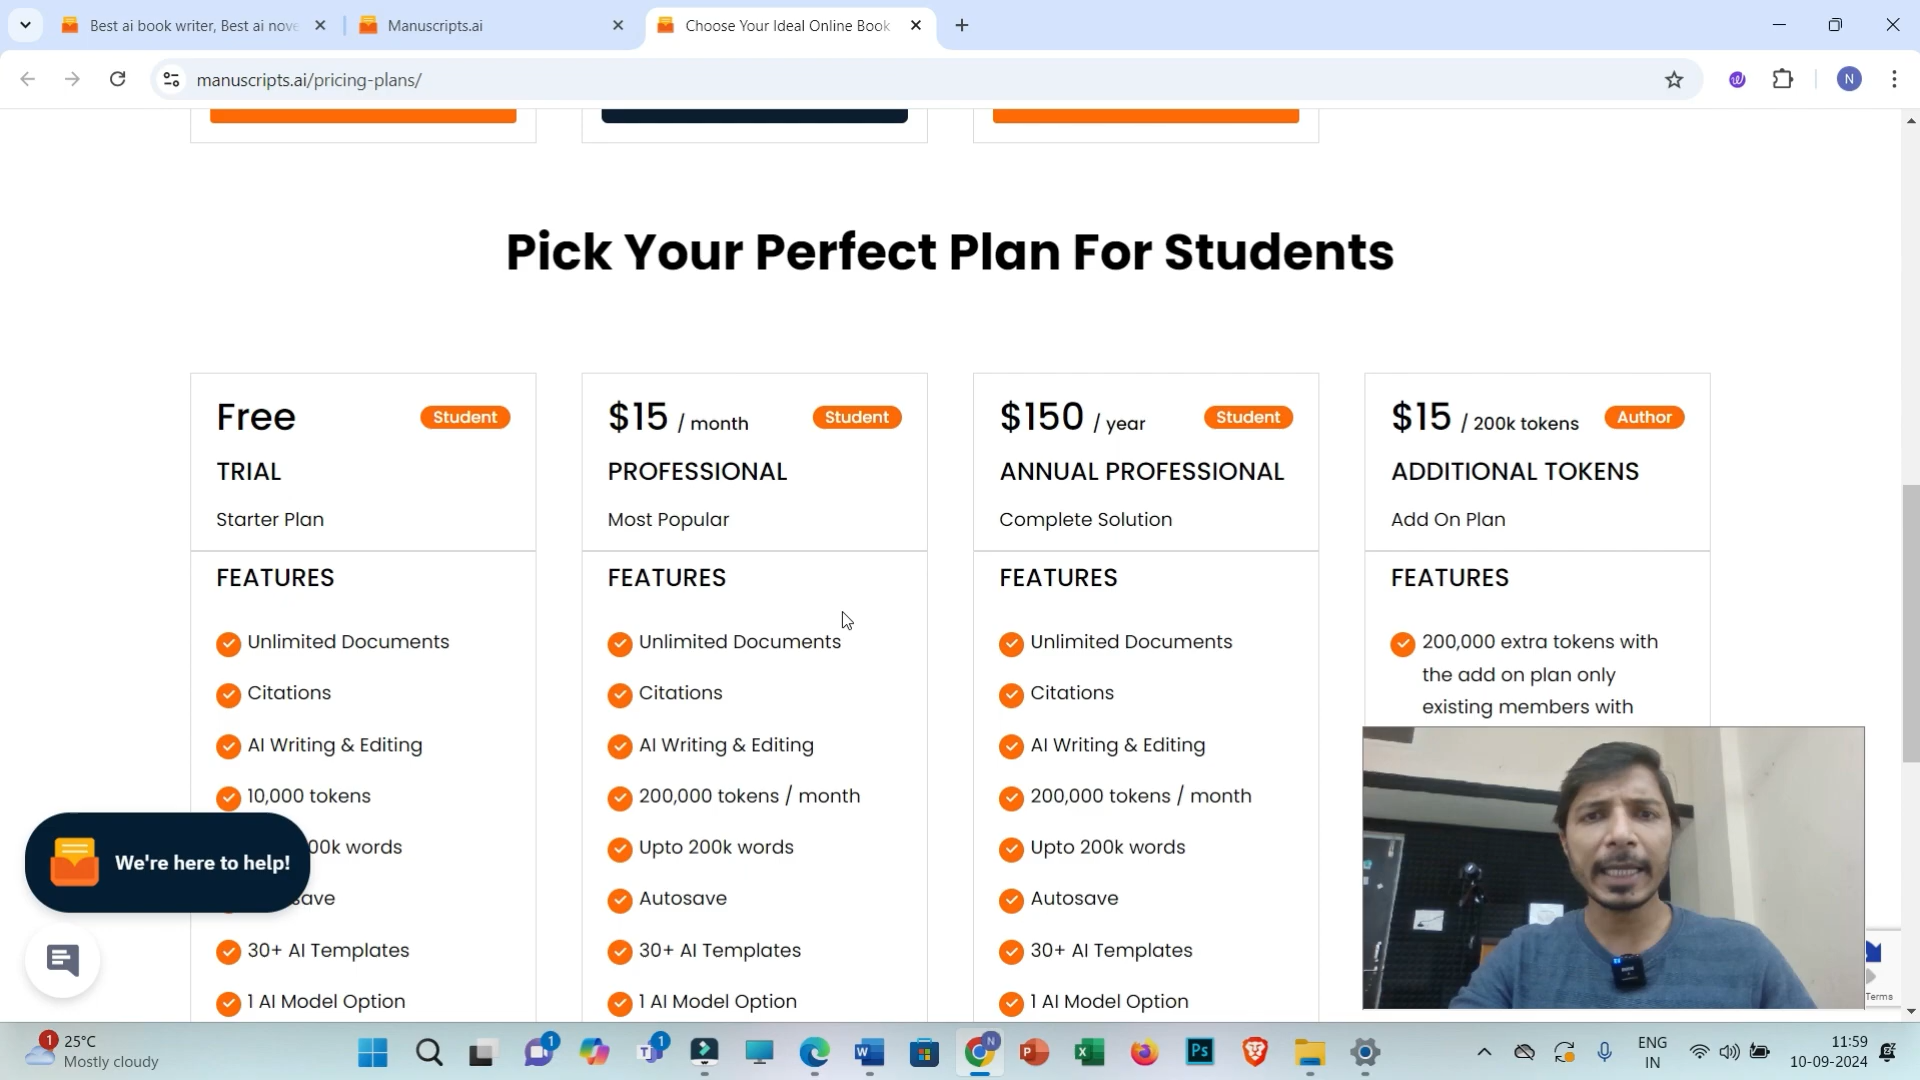 Best ai book writer, Best ai nove
Manuscripts.ai
Choose Your Ideal Online Book
manuscripts.ai/pricing-plans/
N
Pick Your Perfect Plan For Students
Free
Student
TRIAL
Starter Plan
FEATURES
Unlimited Documents
Citations
AI Writing & Editing
10,000 tokens
00k words
save
30+ AI Templates
1 AI Model Option
$15 / month
Student
PROFESSIONAL
Most Popular
FEATURES
Unlimited Documents
Citations
AI Writing & Editing
200,000 tokens / month
Upto 200k words
Autosave
30+ AI Templates
1 AI Model Option
$150 / year
Student
ANNUAL PROFESSIONAL
Complete Solution
FEATURES
Unlimited Documents
Citations
AI Writing & Editing
200,000 tokens / month
Upto 200k words
Autosave
30+ AI Templates
1 AI Model Option
$15 / 200k tokens
Author
ADDITIONAL TOKENS
Add On Plan
FEATURES
200,000 extra tokens with
the add on plan only
existing members with
We're here to help!
Terms
1
25°C
Mostly cloudy
1
1
N
Ps
ENG
IN
11:59
10-09-2024